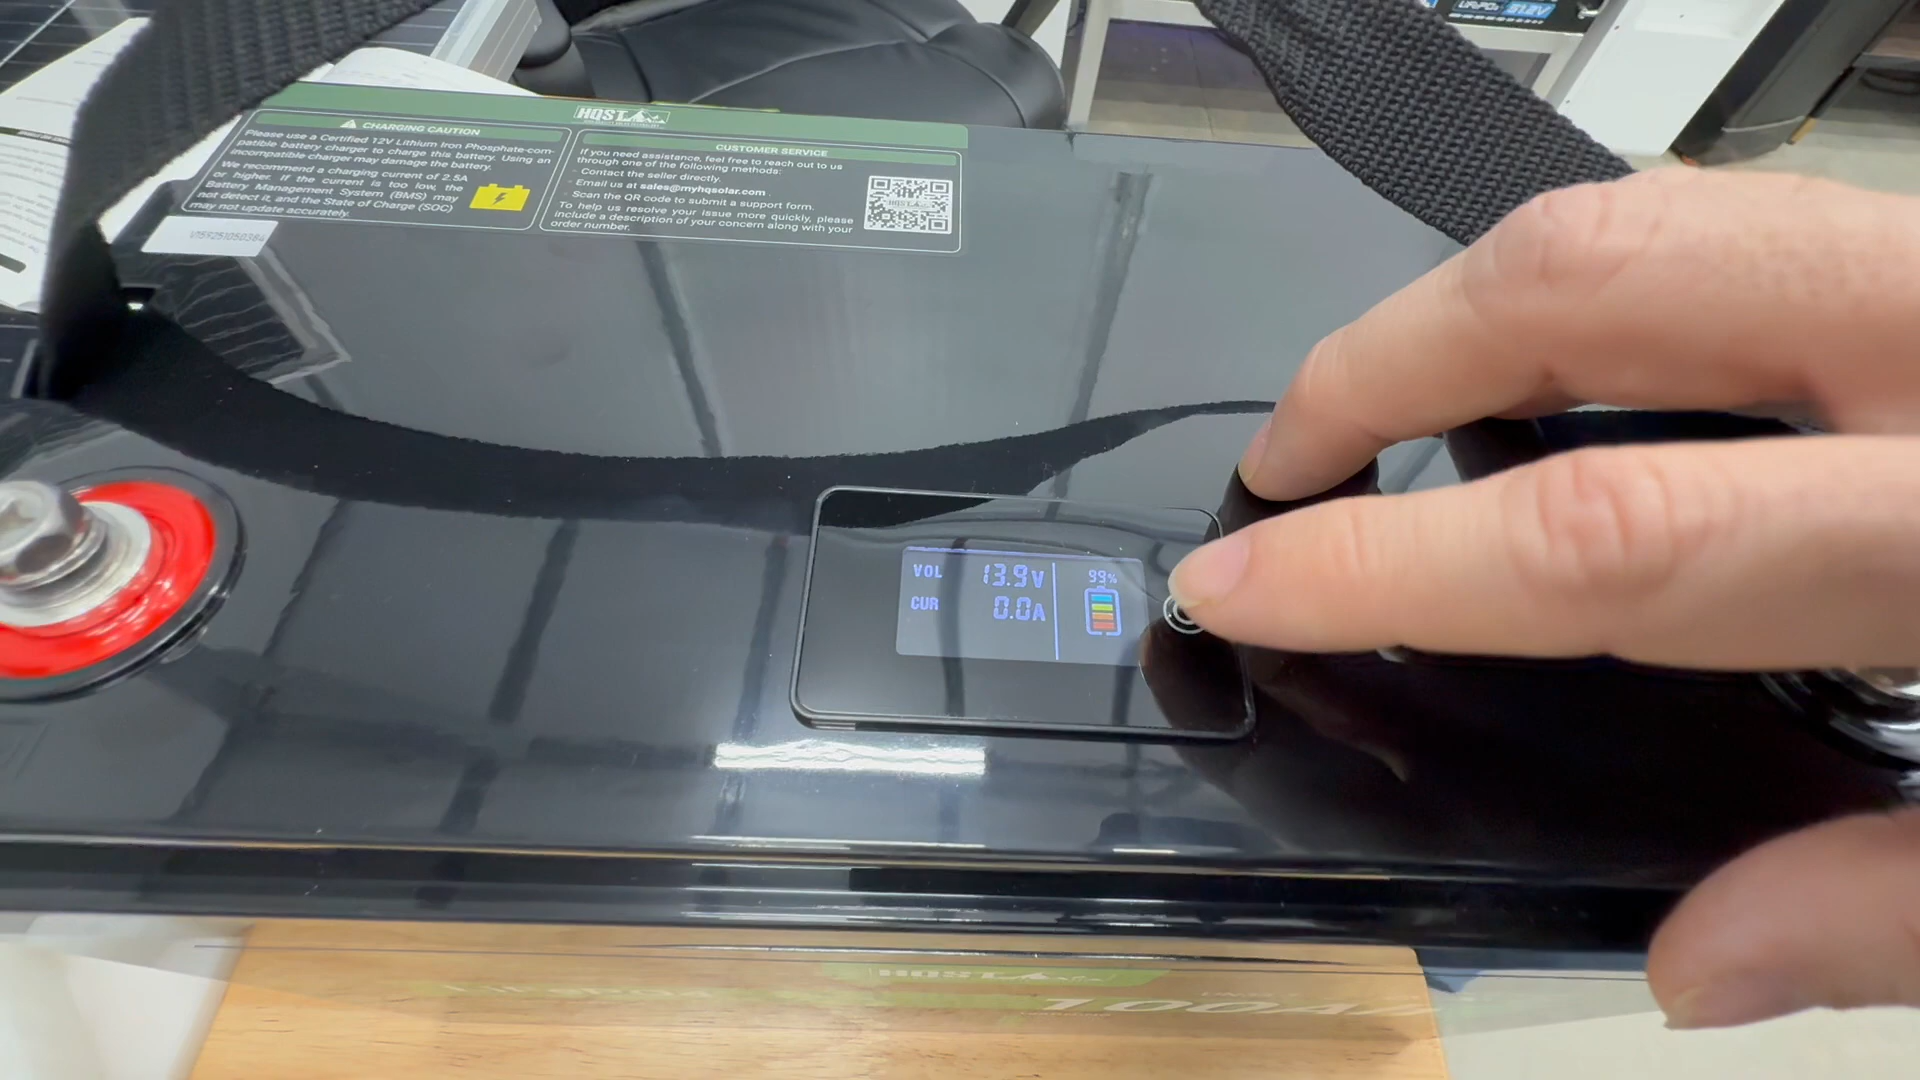 LiFePO₄ 51.2V
HQST
CHARGING CAUTION
Please use a Certified 12V Lithium Iron Phosphate-com-
patible battery charger to charge this battery. Using an
incompatible charger may damage the battery.
We recommend a charging current of 2.5A
or higher. If the current is too low, the
Battery Management System (BMS) may
not detect it, and the State of Charge (SOC)
may not update accurately.
CUSTOMER SERVICE
If you need assistance, feel free to reach out to us
through one of the following methods:
- Contact the seller directly.
- Email us at sales@myhqsolar.com .
- Scan the QR code to submit a support form.
To help us resolve your issue more quickly, please
include a description of your concern along with your
order number.
VOL 13.9V
CUR 0.0A
99%
HQST
100A